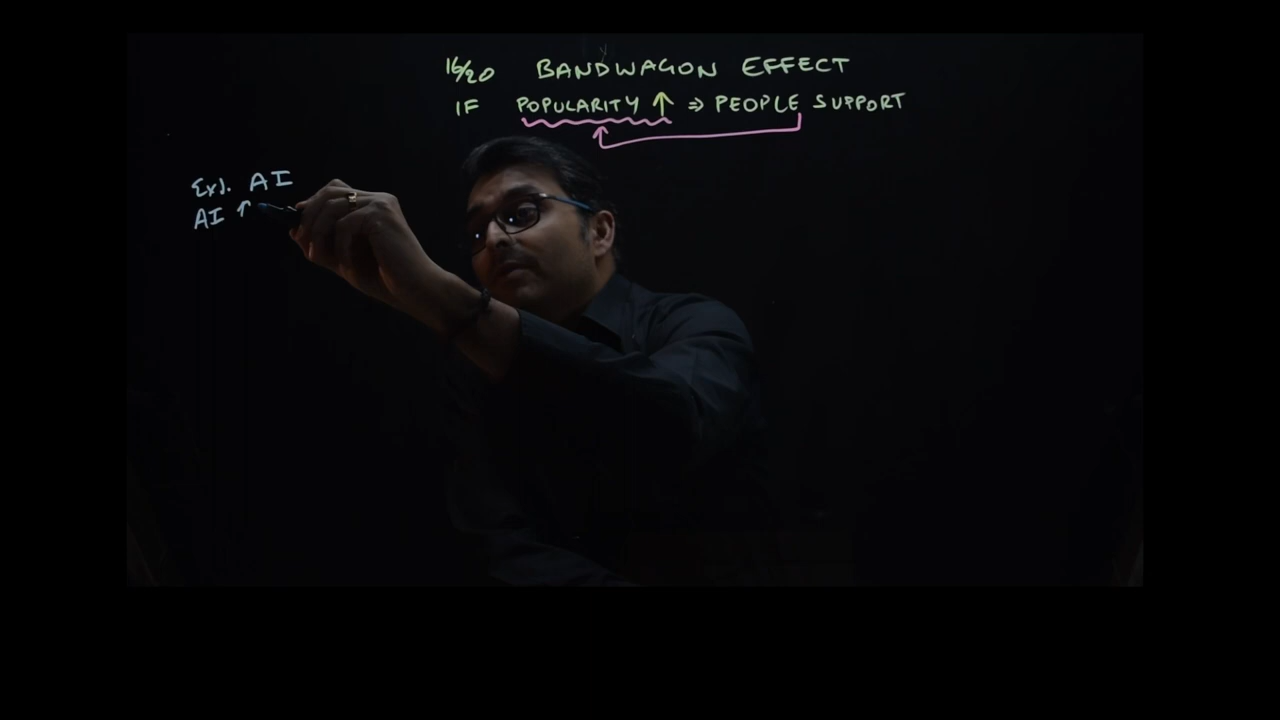 16/20 BANDWAGON EFFECT
IF POPULARITY ↑ ⇒ PEOPLE SUPPORT
Ex). AI
AI ↑